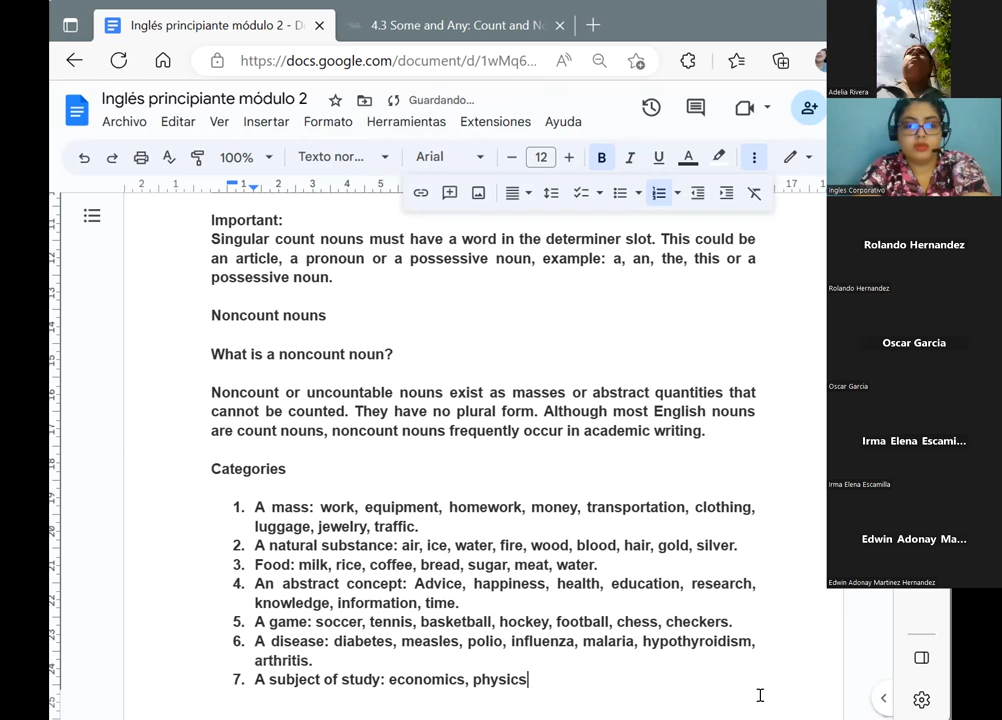 Inglés principiante módulo 2 - D
4.3 Some and Any: Count and N
https://docs.google.com/document/d/1wMq6...
Inglés principiante módulo 2
Guardando...
Archivo Editar Ver Insertar Formato Herramientas Extensiones Ayuda
100% Texto nor... Arial 12 B I U A
2 1 1 2 3 4 5 17
Important:
Singular count nouns must have a word in the determiner slot. This could be
an article, a pronoun or a possessive noun, example: a, an, the, this or a
possessive noun.
Noncount nouns
What is a noncount noun?
Noncount or uncountable nouns exist as masses or abstract quantities that
cannot be counted. They have no plural form. Although most English nouns
are count nouns, noncount nouns frequently occur in academic writing.
Categories
1. A mass: work, equipment, homework, money, transportation, clothing,
luggage, jewelry, traffic.
2. A natural substance: air, ice, water, fire, wood, blood, hair, gold, silver.
3. Food: milk, rice, coffee, bread, sugar, meat, water.
4. An abstract concept: Advice, happiness, health, education, research,
knowledge, information, time.
5. A game: soccer, tennis, basketball, hockey, football, chess, checkers.
6. A disease: diabetes, measles, polio, influenza, malaria, hypothyroidism,
arthritis.
7. A subject of study: economics, physics
Adelia Rivera
Ingles Corporativo
Rolando Hernandez
Rolando Hernandez
Oscar Garcia
Oscar Garcia
Irma Elena Escami...
Irma Elena Escamilla
Edwin Adonay Ma...
Edwin Adonay Martinez Hernandez